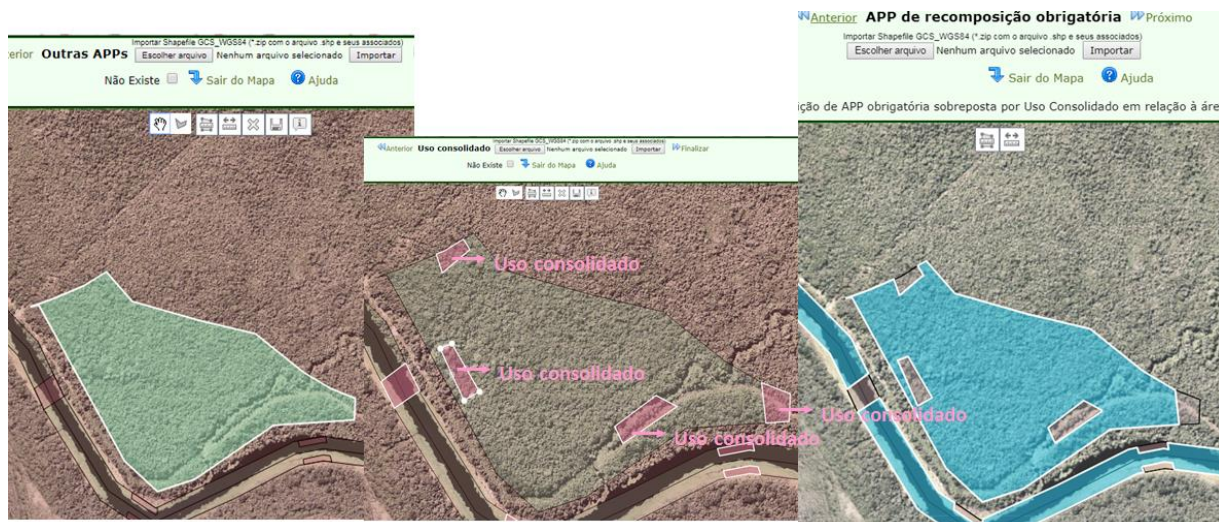 Importar Shapefile GCS_WGS84 (*.zip com o arquivo .shp e seus associados)
erior Outras APPs Escolher arquivo Nenhum arquivo selecionado Importar
Não Existe Sair do Mapa Ajuda
Importar Shapefile GCS_WGS84 (*.zip com o arquivo .shp e seus associados)
Anterior Uso consolidado Escolher arquivo Nenhum arquivo selecionado Importar Finalizar
Não Existe Sair do Mapa Ajuda
Uso consolidado
Uso consolidado
Uso consolidado
Uso consolidado
Anterior APP de recomposição obrigatória Próximo
Importar Shapefile GCS_WGS84 (*.zip com o arquivo .shp e seus associados)
Escolher arquivo Nenhum arquivo selecionado Importar
Sair do Mapa Ajuda
ição de APP obrigatória sobreposta por Uso Consolidado em relação à áre